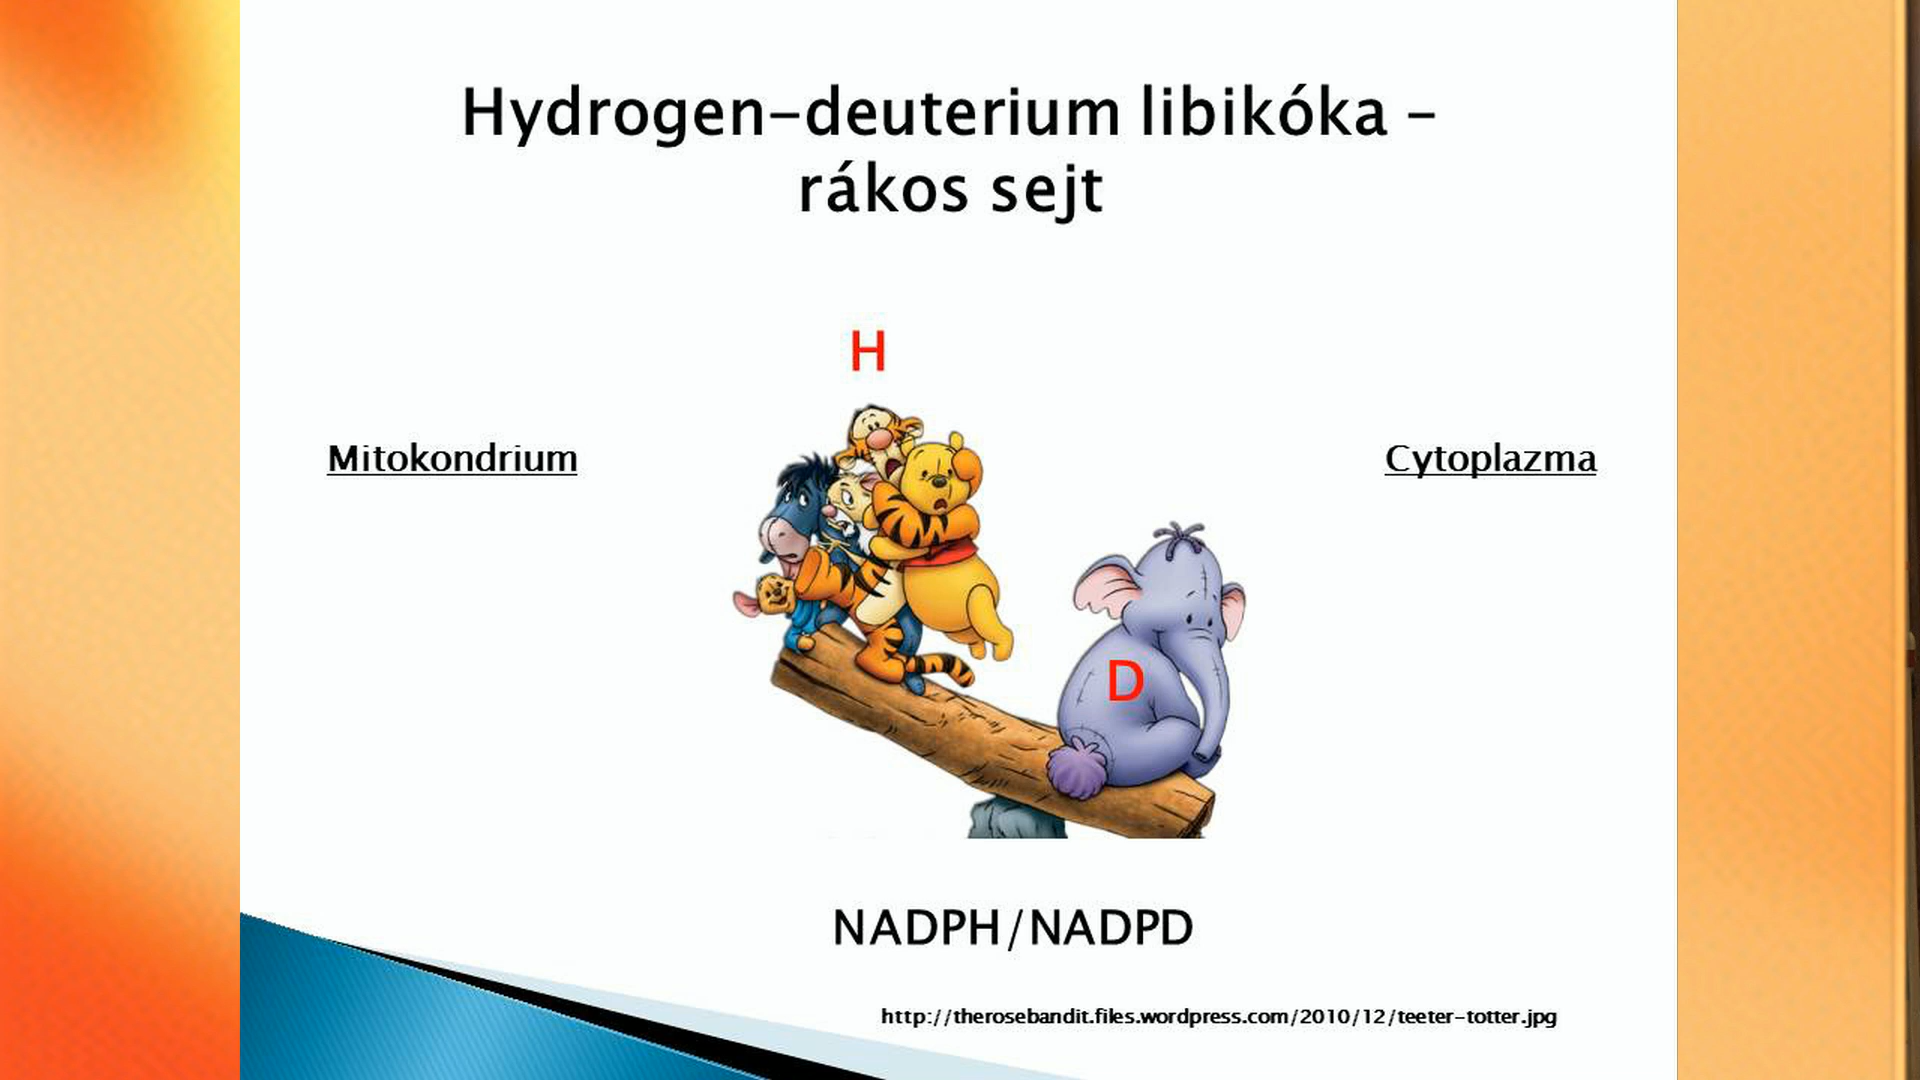 Hydrogen-deuterium libikóka -
rákos sejt
H
Mitokondrium
Cytoplazma
D
NADPH/NADPD
http://therosebandit.files.wordpress.com/2010/12/teeter-totter.jpg